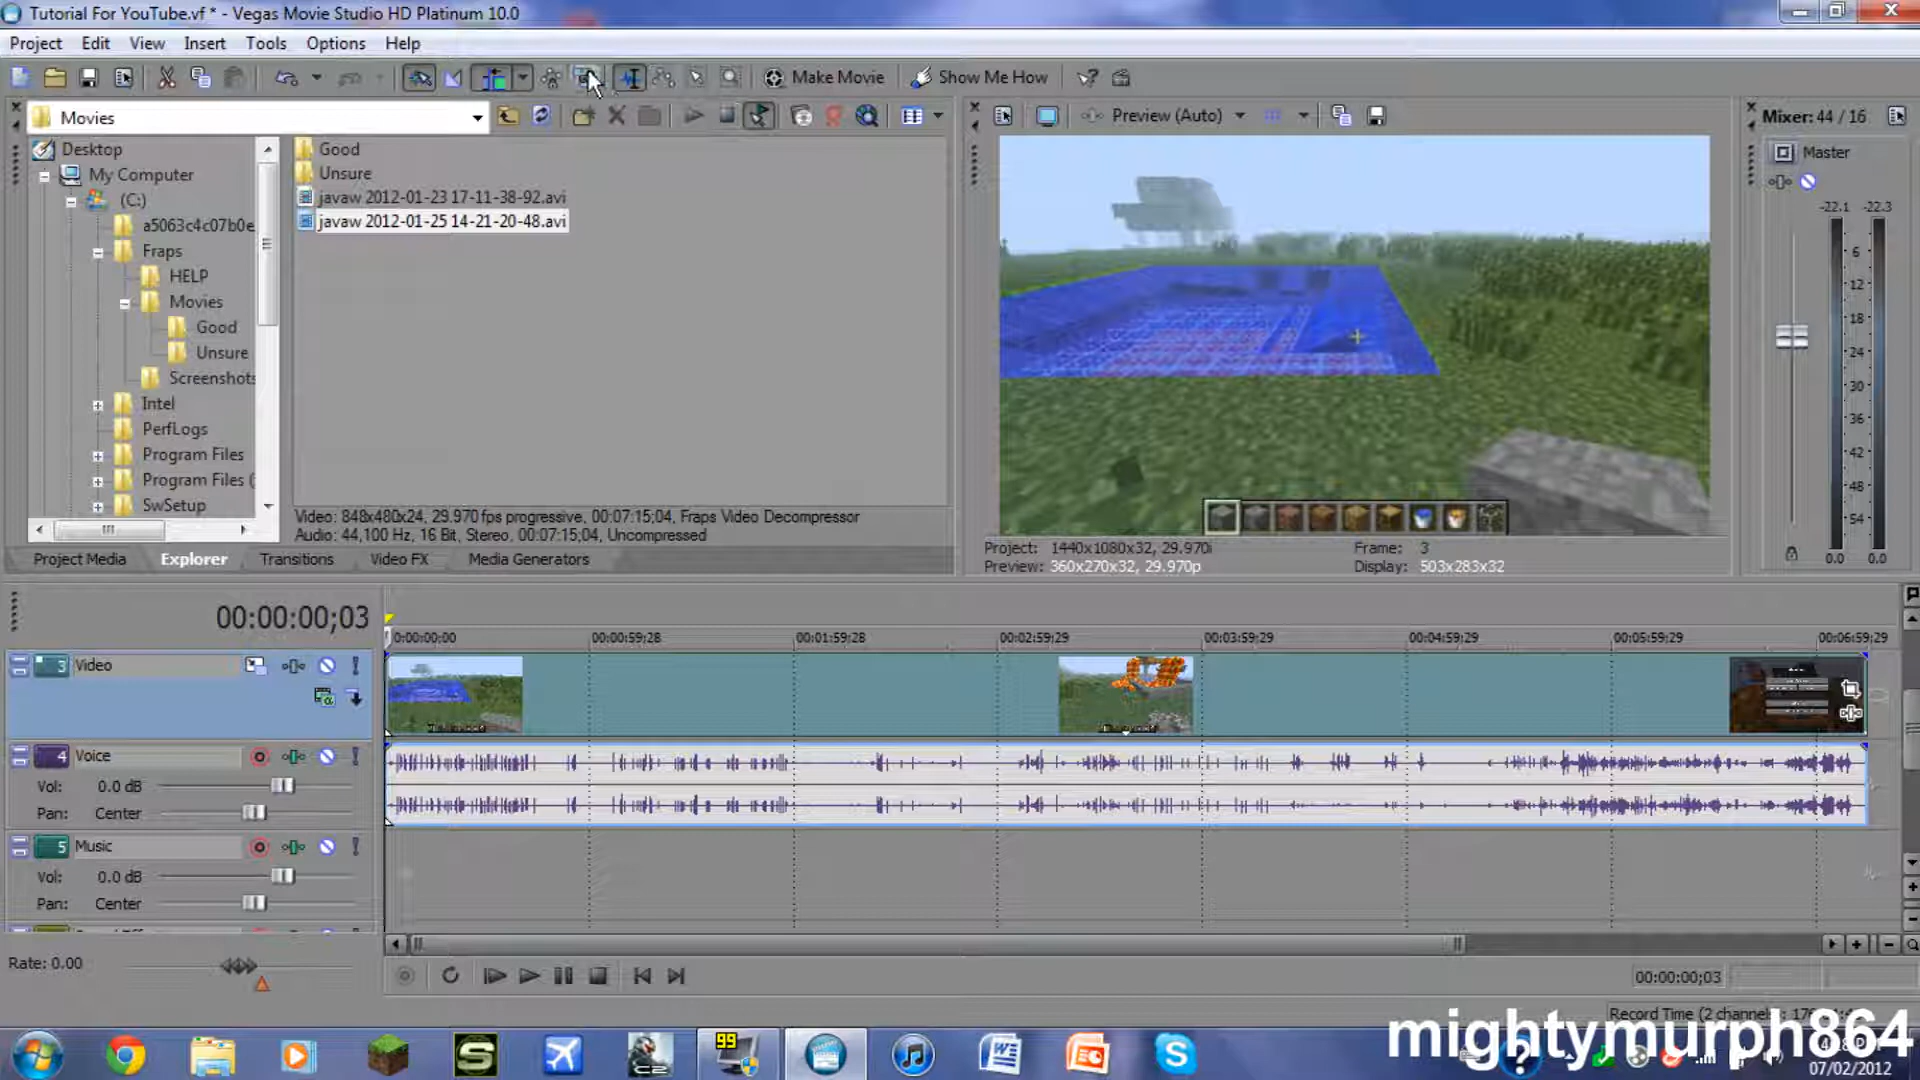 Tutorial For YouTube.vf * - Vegas Movie Studio HD Platinum 10.0
Project Edit View Insert Tools Options Help
Make Movie Show Me How
Movies
Preview (Auto)
Mixer: 44 / 16
Desktop
My Computer
(C:)
a5063c4c07b0e
Fraps
HELP
Movies
Good
Unsure
Screenshots
Intel
PerfLogs
Program Files
Program Files (
SwSetup
Good
Unsure
javaw 2012-01-23 17-11-38-92.avi
javaw 2012-01-25 14-21-20-48.avi
Master
-22.1 -22.3
6
12
18
24
30
36
42
48
54
0.0 0.0
Video: 848x480x24, 29.970 fps progressive, 00:07:15;04, Fraps Video Decompressor
Audio: 44,100 Hz, 16 Bit, Stereo, 00:07:15;04, Uncompressed
Project Media Explorer Transitions Video FX Media Generators
Project: 1440x1080x32, 29.970i Frame: 3
Preview: 360x270x32, 29.970p Display: 503x283x32
00:00:00;03
0:00:00;00 00:00:59;28 00:01:59;28 00:02:59;29 00:03:59;29 00:04:59;29 00:05:59;29 00:06:59;29
3 Video
4 Voice
Vol: 0.0 dB
Pan: Center
5 Music
Vol: 0.0 dB
Pan: Center
Rate: 0.00
00:00:00;03
Record Time (2 channels):
mightymurph864
99
07/02/2012